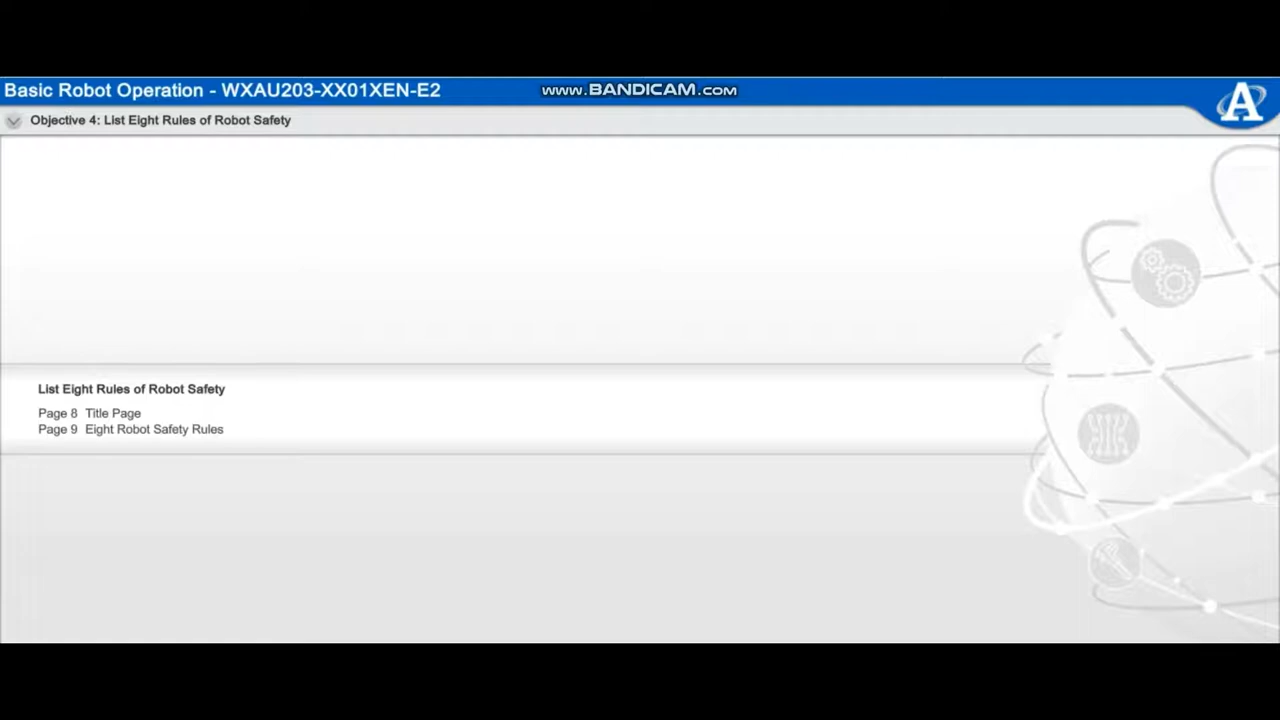 Basic Robot Operation - WXAU203-XX01XEN-E2
www.BANDICAM.com
Objective 4: List Eight Rules of Robot Safety
A
List Eight Rules of Robot Safety
Page 8 Title Page
Page 9 Eight Robot Safety Rules